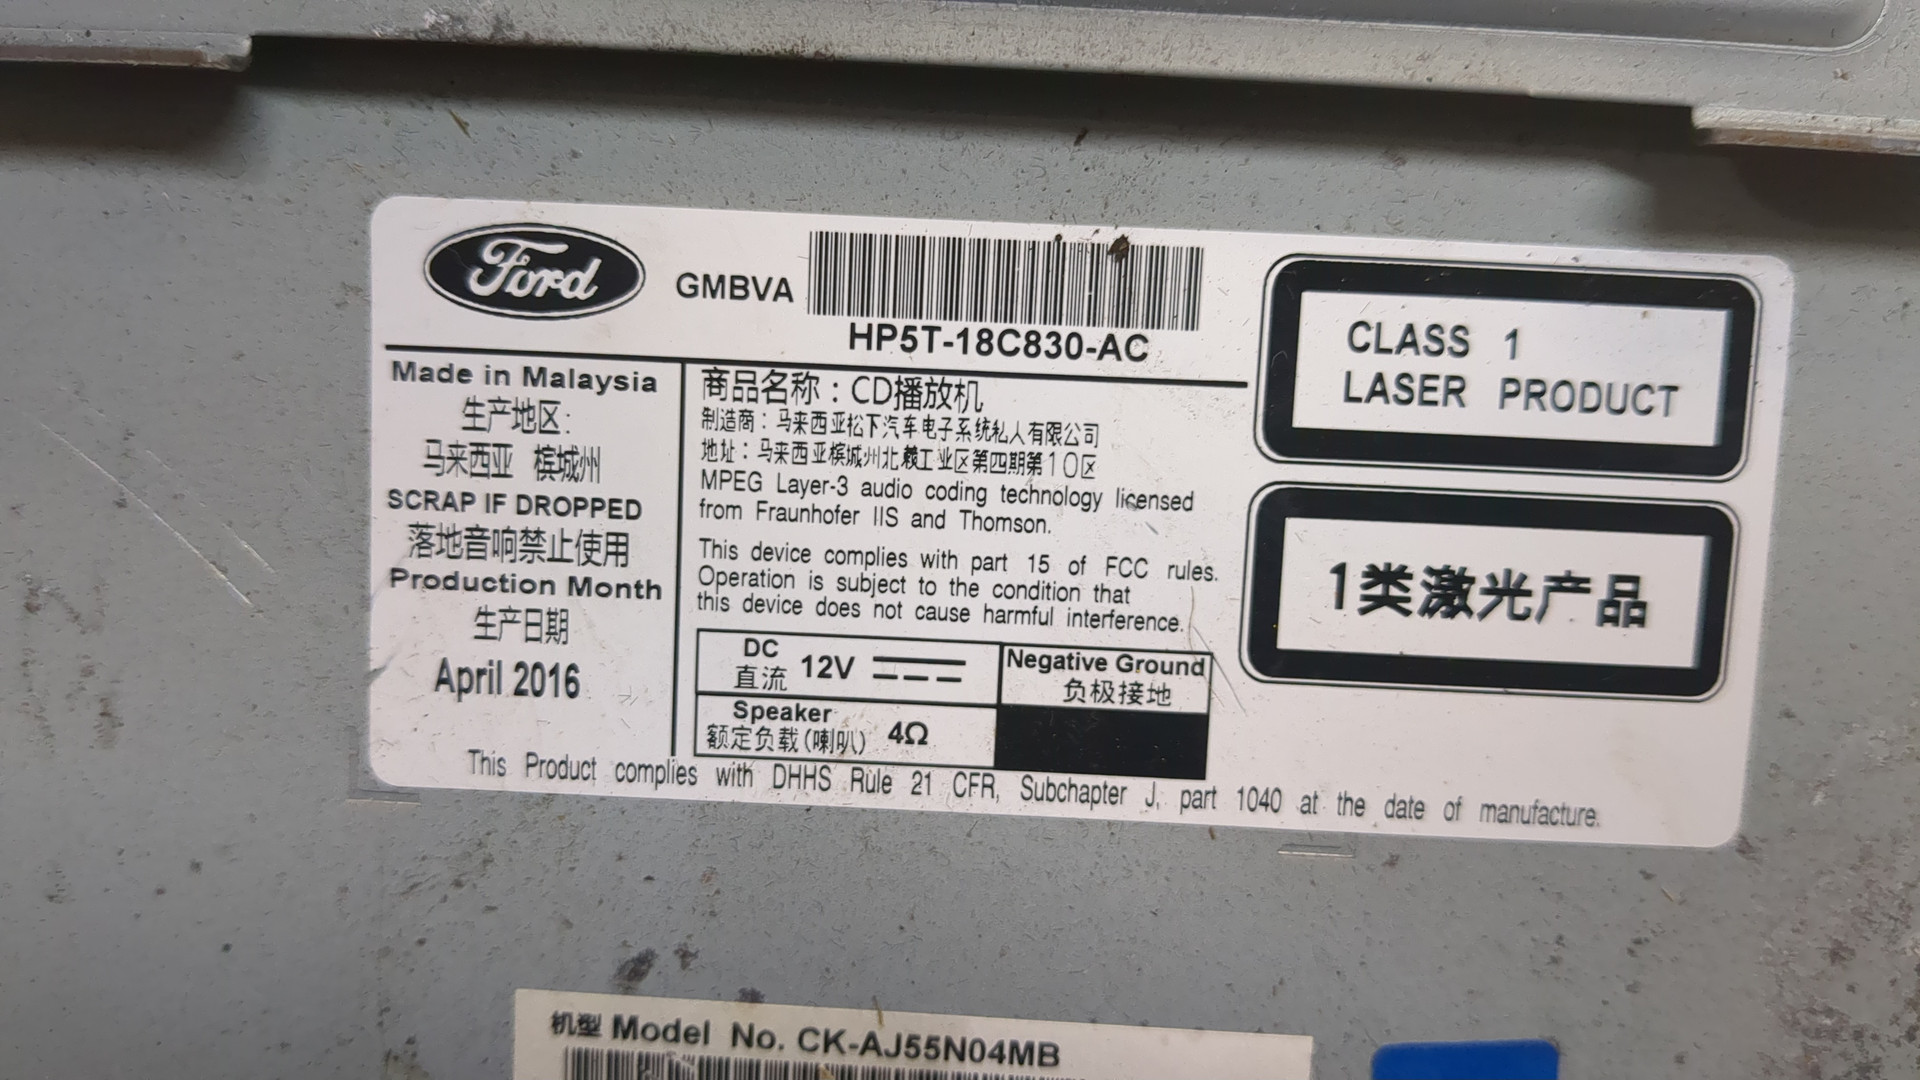 Ford
GMBVA
HP5T-18C830-AC
Made in Malaysia
生产地区:
马来西亚 槟城州
SCRAP IF DROPPED
落地音响禁止使用
Production Month
生产日期
April 2016
商品名称：CD播放机
制造商：马来西亚松下汽车电子系统私人有限公司
地址：马来西亚槟城州北赖工业区第四期第10区
MPEG Layer-3 audio coding technology licensed
from Fraunhofer IIS and Thomson.
This device complies with part 15 of FCC rules.
Operation is subject to the condition that
this device does not cause harmful interference.
DC
直流 12V
Negative Ground
负极接地
Speaker
额定负载(喇叭) 4Ω
CLASS 1
LASER PRODUCT
1类激光产品
This Product complies with DHHS Rule 21 CFR, Subchapter J, part 1040 at the date of manufacture.
机型 Model No. CK-AJ55N04MB